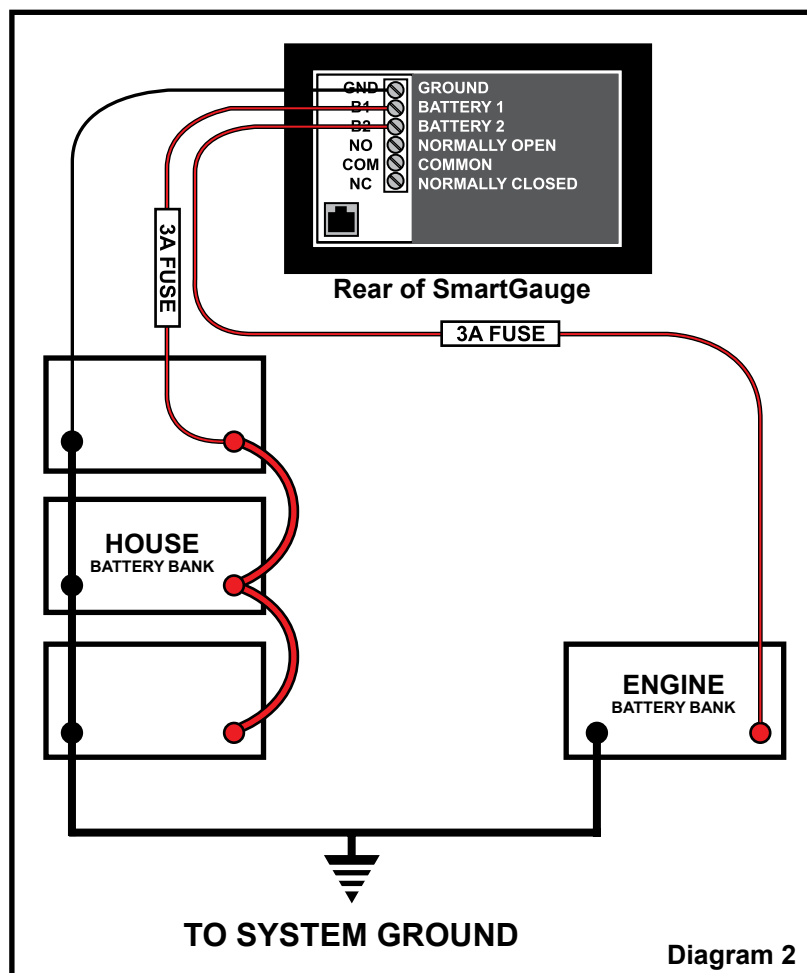 GND GROUND
B1 BATTERY 1
B2 BATTERY 2
NO NORMALLY OPEN
COM COMMON
NC NORMALLY CLOSED
Rear of SmartGauge
3A FUSE
3A FUSE
HOUSE
BATTERY BANK
ENGINE
BATTERY BANK
TO SYSTEM GROUND
Diagram 2